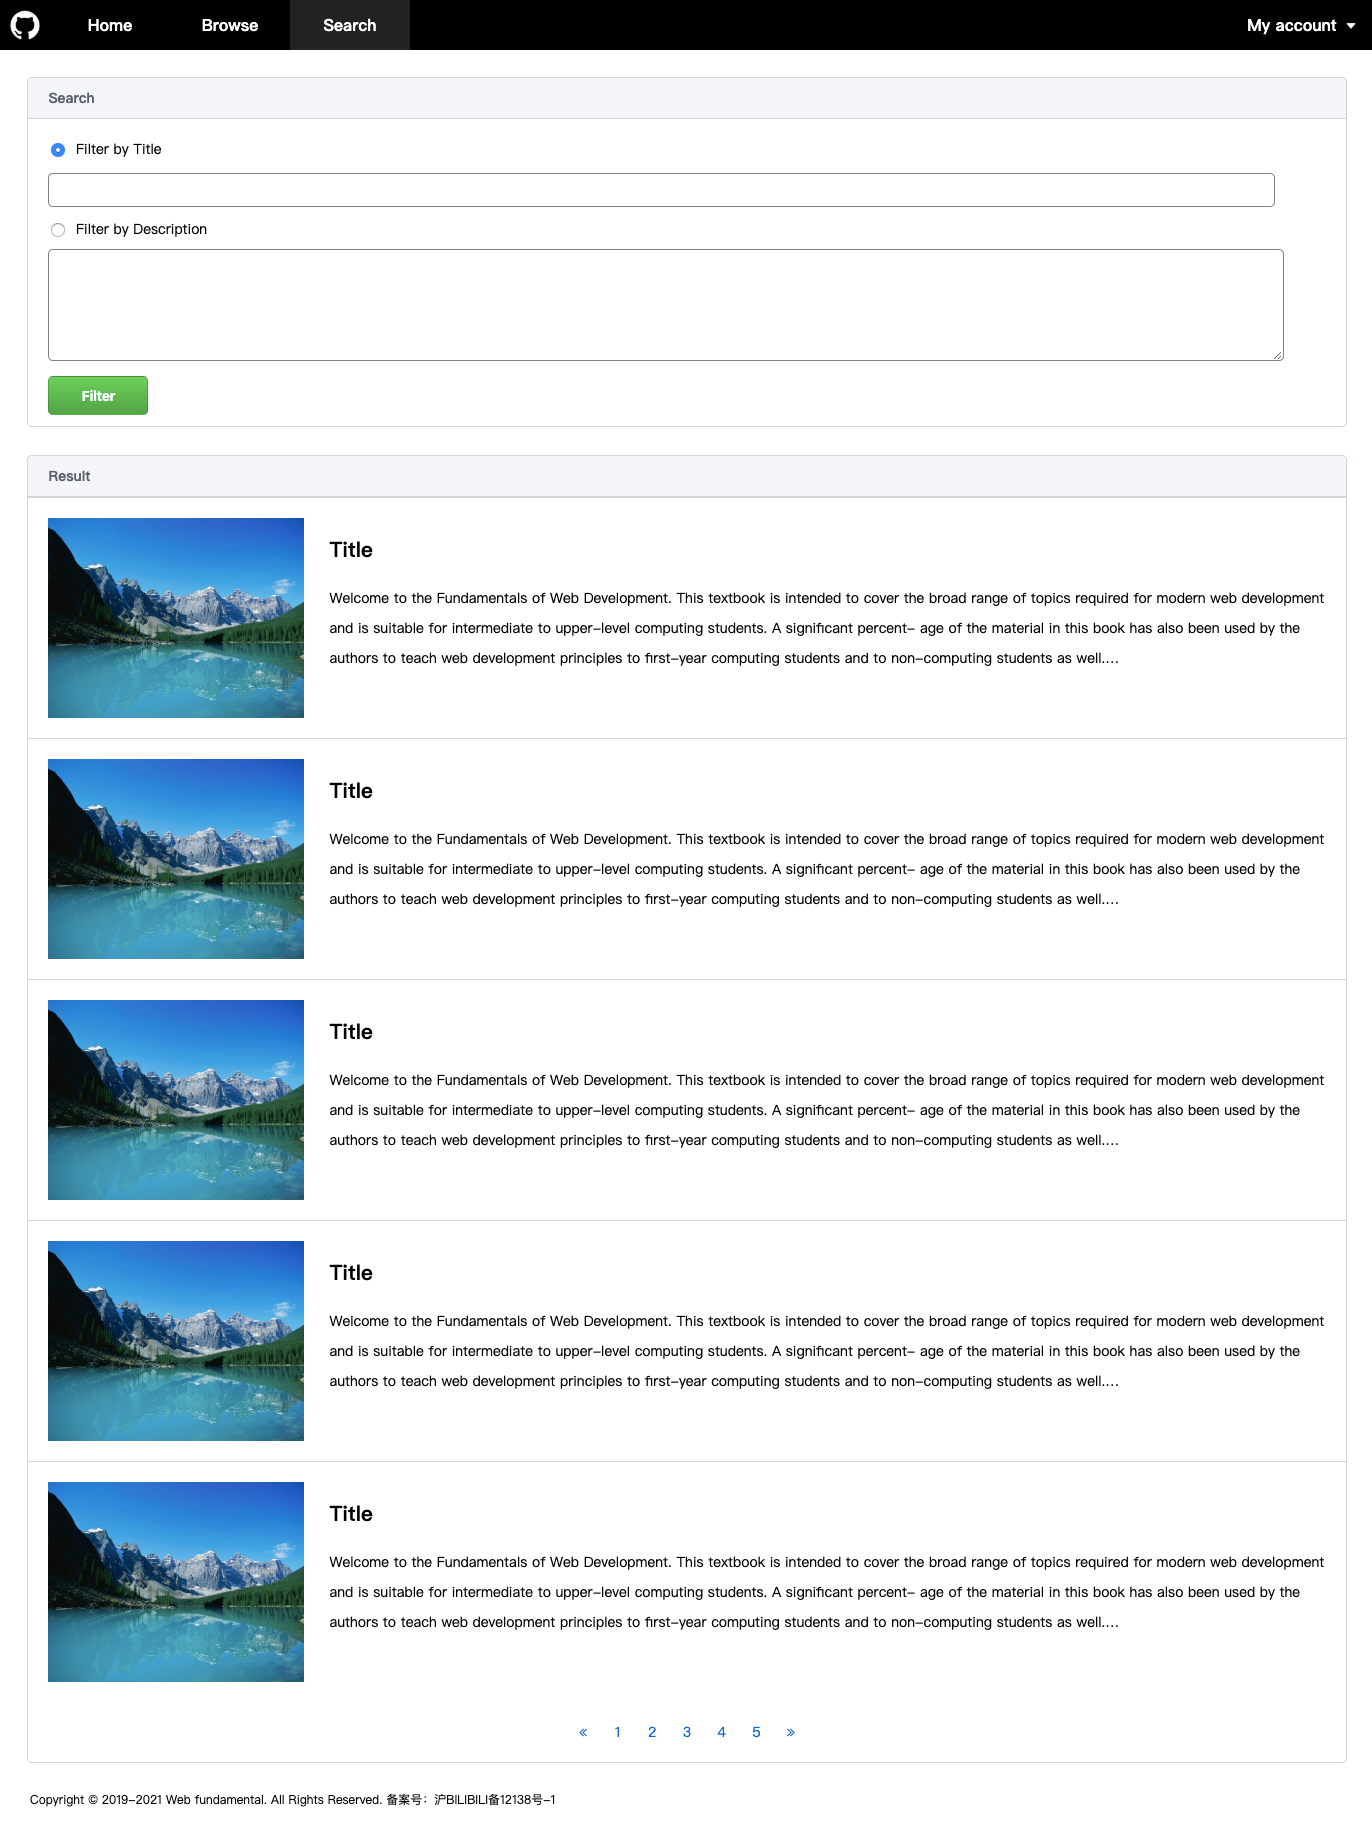 Home Browse Search My account
Search
Filter by Title
Filter by Description
Filter
Result
Title
Welcome to the Fundamentals of Web Development. This textbook is intended to cover the broad range of topics required for modern web development
and is suitable for intermediate to upper-level computing students. A significant percent- age of the material in this book has also been used by the
authors to teach web development principles to first-year computing students and to non-computing students as well....
Title
Welcome to the Fundamentals of Web Development. This textbook is intended to cover the broad range of topics required for modern web development
and is suitable for intermediate to upper-level computing students. A significant percent- age of the material in this book has also been used by the
authors to teach web development principles to first-year computing students and to non-computing students as well....
Title
Welcome to the Fundamentals of Web Development. This textbook is intended to cover the broad range of topics required for modern web development
and is suitable for intermediate to upper-level computing students. A significant percent- age of the material in this book has also been used by the
authors to teach web development principles to first-year computing students and to non-computing students as well....
Title
Welcome to the Fundamentals of Web Development. This textbook is intended to cover the broad range of topics required for modern web development
and is suitable for intermediate to upper-level computing students. A significant percent- age of the material in this book has also been used by the
authors to teach web development principles to first-year computing students and to non-computing students as well....
Title
Welcome to the Fundamentals of Web Development. This textbook is intended to cover the broad range of topics required for modern web development
and is suitable for intermediate to upper-level computing students. A significant percent- age of the material in this book has also been used by the
authors to teach web development principles to first-year computing students and to non-computing students as well....
« 1 2 3 4 5 »
Copyright © 2019-2021 Web fundamental. All Rights Reserved. 备案号：沪BILIBILI备12138号-1